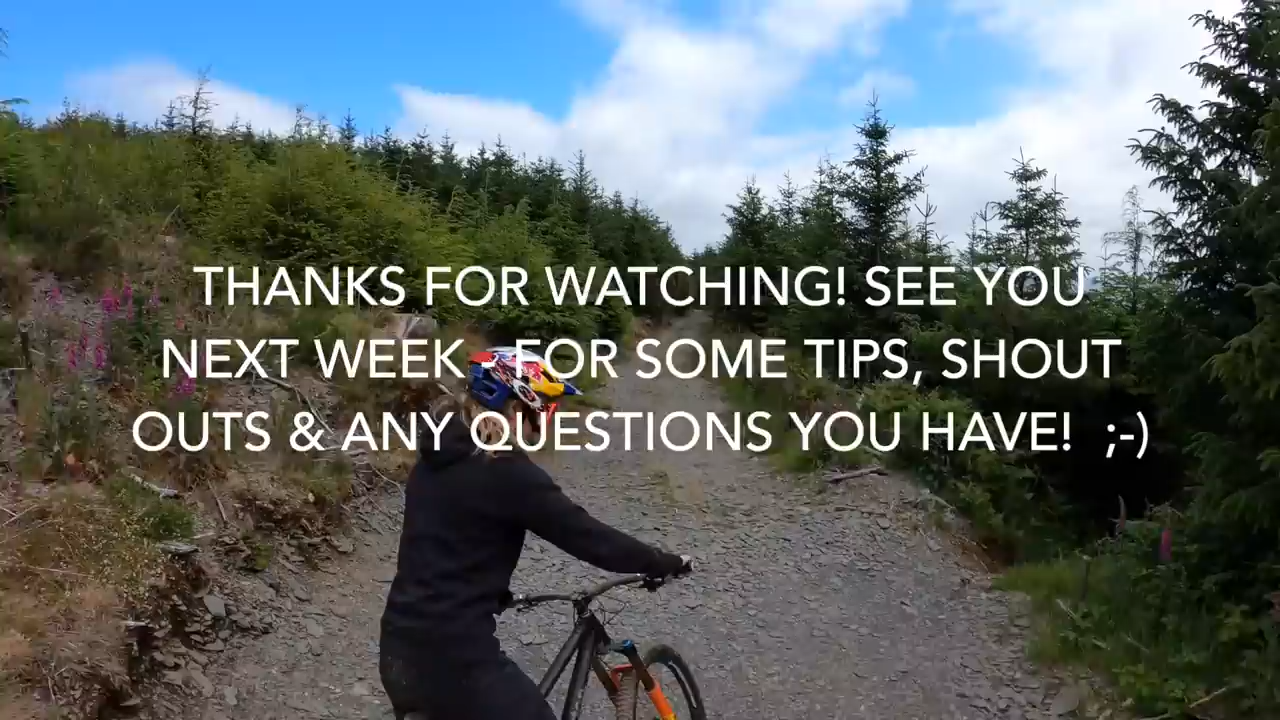 THANKS FOR WATCHING! SEE YOU
NEXT WEEK - FOR SOME TIPS, SHOUT
OUTS & ANY QUESTIONS YOU HAVE! ;-)